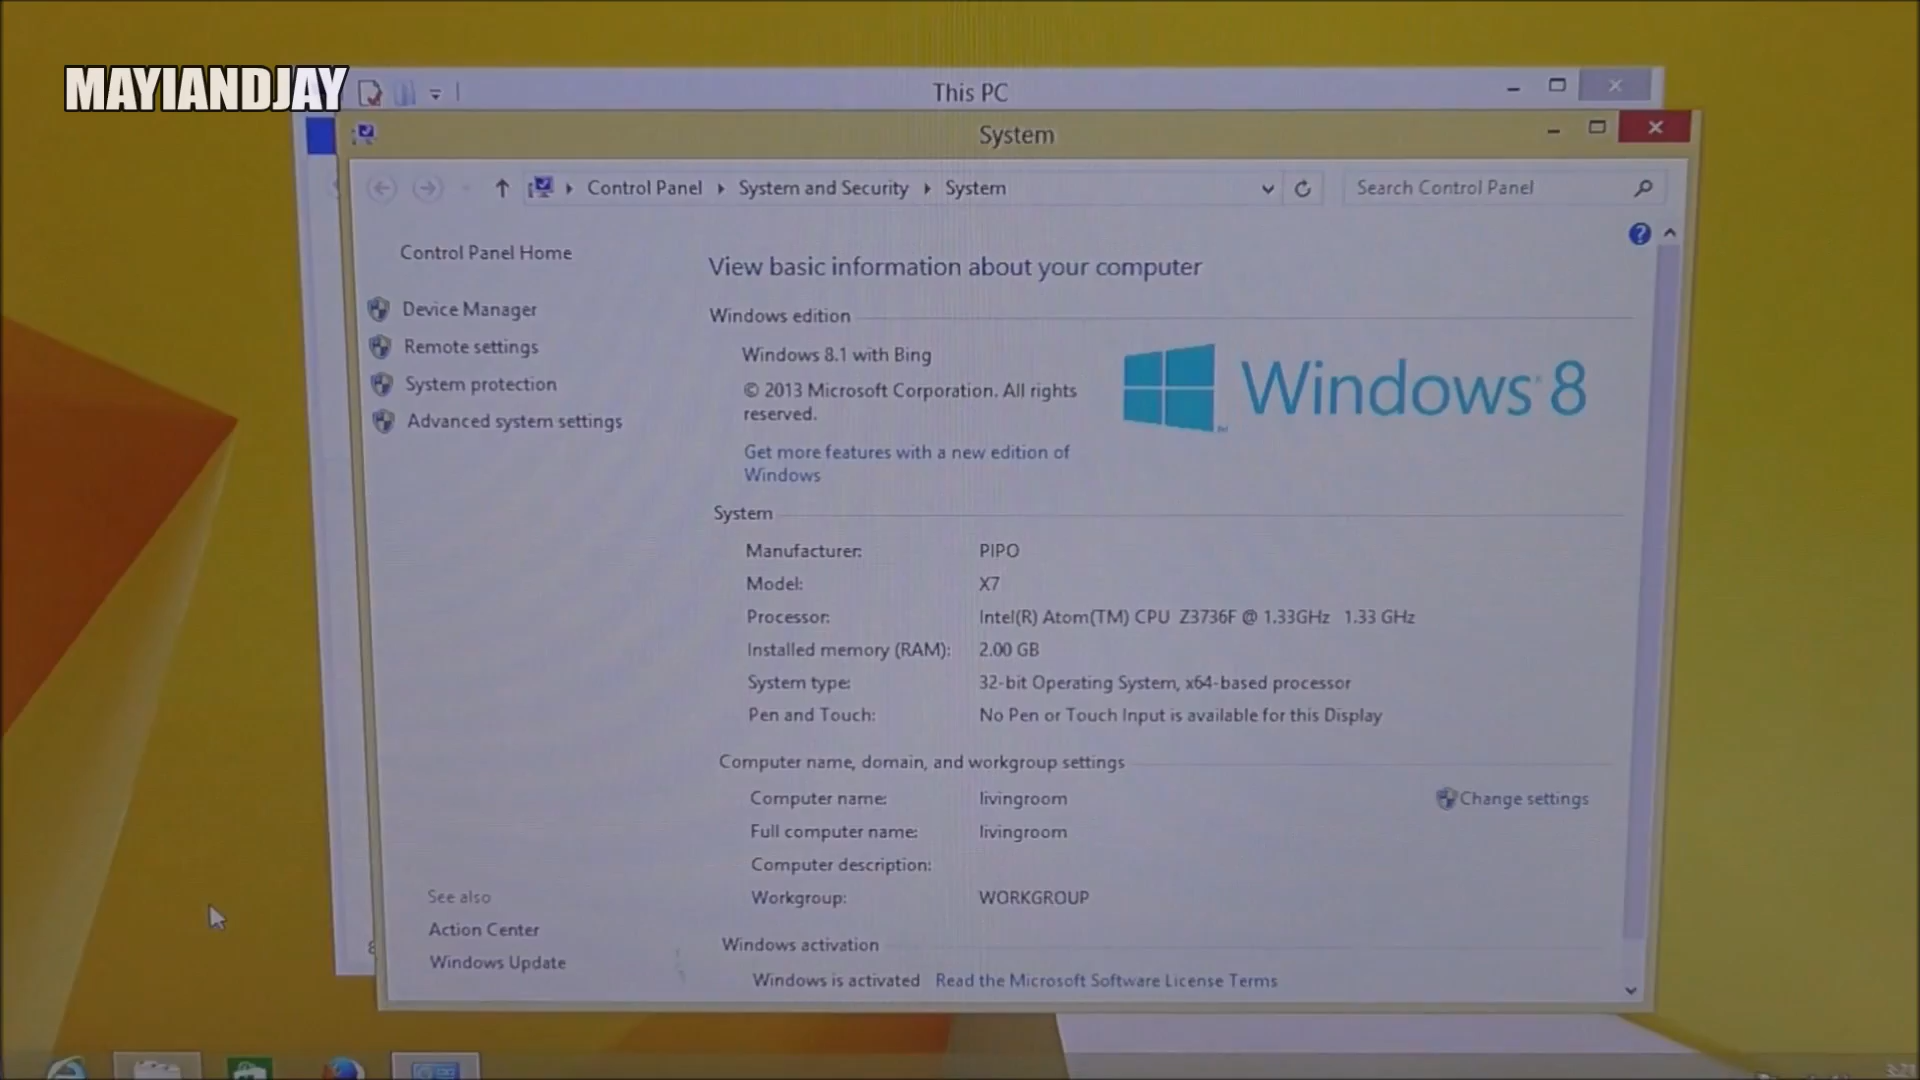 MAYIANDJAY
This PC
System
Control Panel System and Security System
Search Control Panel
Control Panel Home
Device Manager
Remote settings
System protection
Advanced system settings
View basic information about your computer
Windows edition
Windows 8.1 with Bing
© 2013 Microsoft Corporation. All rights
reserved.
Get more features with a new edition of
Windows
Windows 8
System
Manufacturer: PIPO
Model: X7
Processor: Intel(R) Atom(TM) CPU Z3736F @ 1.33GHz 1.33 GHz
Installed memory (RAM): 2.00 GB
System type: 32-bit Operating System, x64-based processor
Pen and Touch: No Pen or Touch Input is available for this Display
Computer name, domain, and workgroup settings
Computer name: livingroom
Change settings
Full computer name: livingroom
Computer description:
Workgroup: WORKGROUP
See also
Action Center
Windows Update
Windows activation
Windows is activated Read the Microsoft Software License Terms